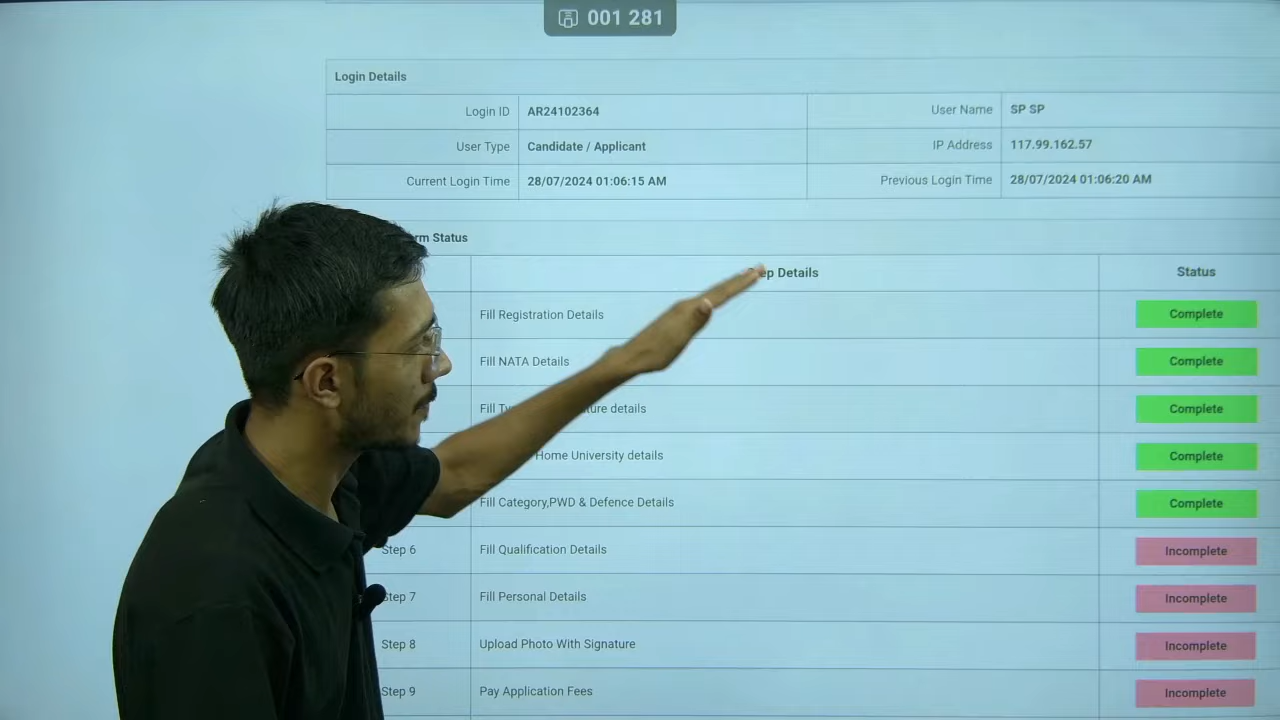 001 281
Login Details
Login ID AR24102364 User Name SP SP
User Type Candidate / Applicant IP Address 117.99.162.57
Current Login Time 28/07/2024 01:06:15 AM Previous Login Time 28/07/2024 01:06:20 AM
Status
Details Status
Fill Registration Details Complete
Fill NATA Details Complete
Fill details Complete
Home University details Complete
Fill Category,PWD & Defence Details Complete
Step 6 Fill Qualification Details Incomplete
Step 7 Fill Personal Details Incomplete
Step 8 Upload Photo With Signature Incomplete
Step 9 Pay Application Fees Incomplete